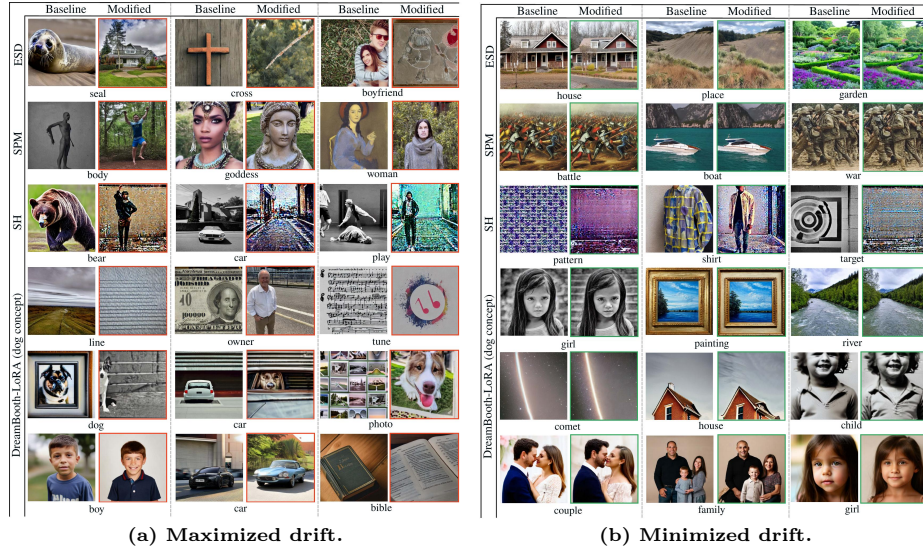 Baseline Modified Baseline Modified Baseline Modified
ESD
seal cross boyfriend
SPM
body goddess woman
SH
bear car play
DreamBooth-LoRA (dog concept)
line owner tune
dog car photo
boy car bible
(a) Maximized drift.
Baseline Modified Baseline Modified Baseline Modified
ESD
house place garden
SPM
battle boat war
SH
pattern shirt target
DreamBooth-LoRA (dog concept)
girl painting river
comet house child
couple family girl
(b) Minimized drift.